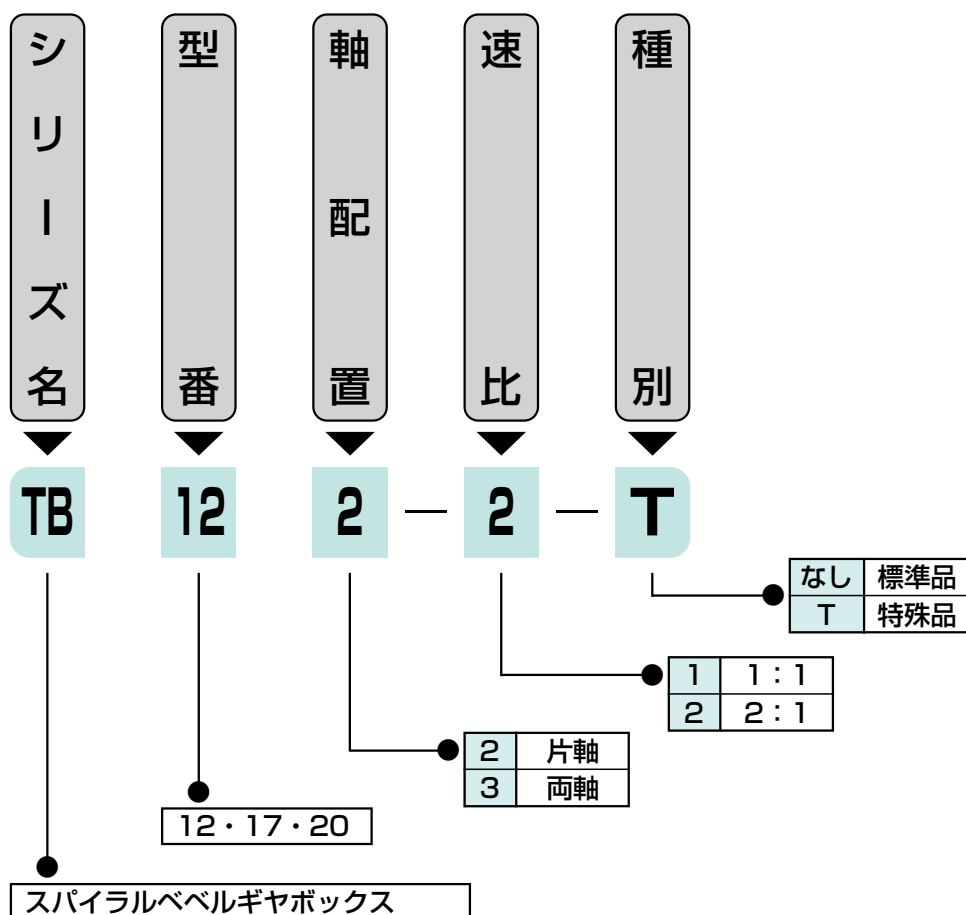 シリーズ名
型番
軸配置
速比
種別
TB 12 2 — 2 — T
なし 標準品
T 特殊品
1 1：1
2 2：1
2 片軸
3 両軸
12・17・20
スパイラルベベルギヤボックス